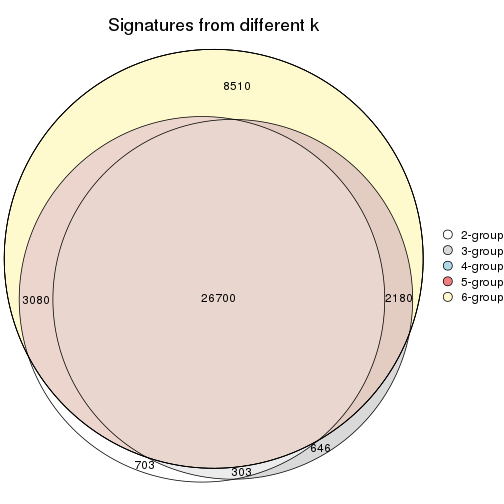 Signatures from different k
8510
2-group
3-group
4-group
5-group
6-group
3080
26700
2180
646
703
303